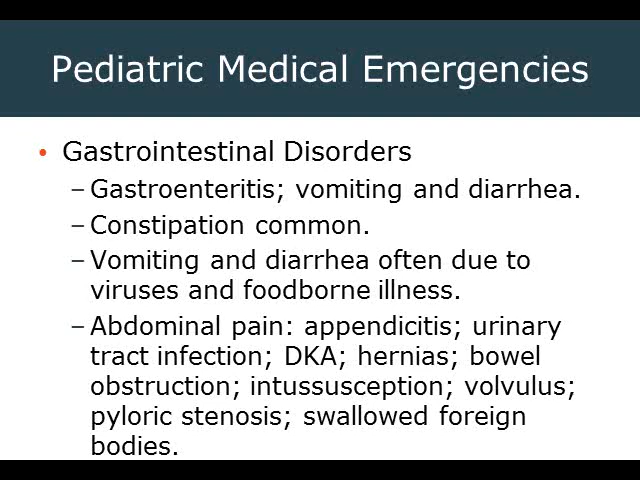 Pediatric Medical Emergencies
• Gastrointestinal Disorders
– Gastroenteritis; vomiting and diarrhea.
– Constipation common.
– Vomiting and diarrhea often due to
viruses and foodborne illness.
– Abdominal pain: appendicitis; urinary
tract infection; DKA; hernias; bowel
obstruction; intussusception; volvulus;
pyloric stenosis; swallowed foreign
bodies.